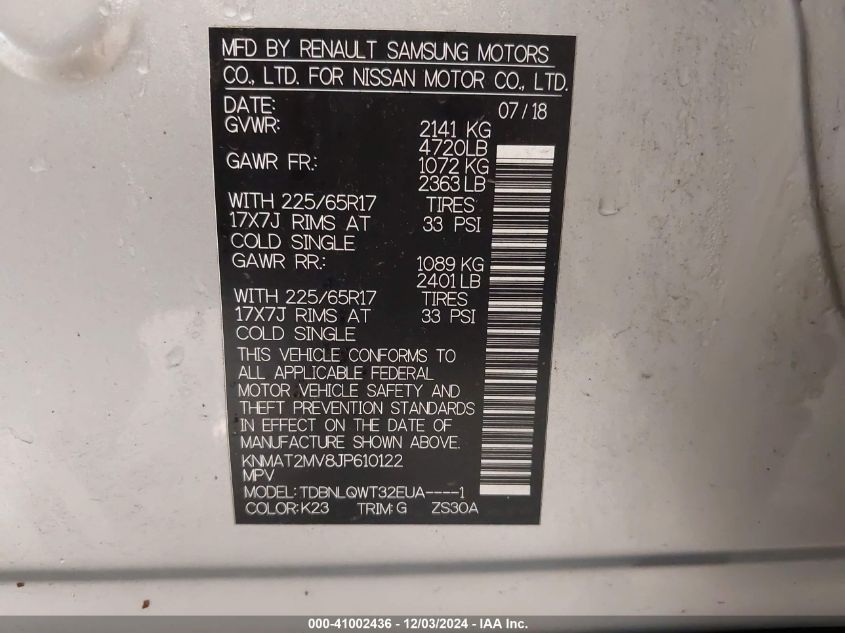 MFD BY RENAULT SAMSUNG MOTORS
CO., LTD. FOR NISSAN MOTOR CO., LTD.
DATE: 07/18
GVWR: 2141 KG
4720LB
GAWR FR.: 1072 KG
2363LB
WITH 225/65R17 TIRES
17X7J RIMS AT 33 PSI
COLD SINGLE
GAWR RR.: 1089 KG
2401LB
WITH 225/65R17 TIRES
17X7J RIMS AT 33 PSI
COLD SINGLE
THIS VEHICLE CONFORMS TO
ALL APPLICABLE FEDERAL
MOTOR VEHICLE SAFETY AND
THEFT PREVENTION STANDARDS
IN EFFECT ON THE DATE OF
MANUFACTURE SHOWN ABOVE.
KNMAT2MV8JP610122
MPV
MODEL: TDBNLQWT32EUA----1
COLOR: K23 TRIM: G ZS30A
000-41002436 - 12/03/2024 - IAA Inc.